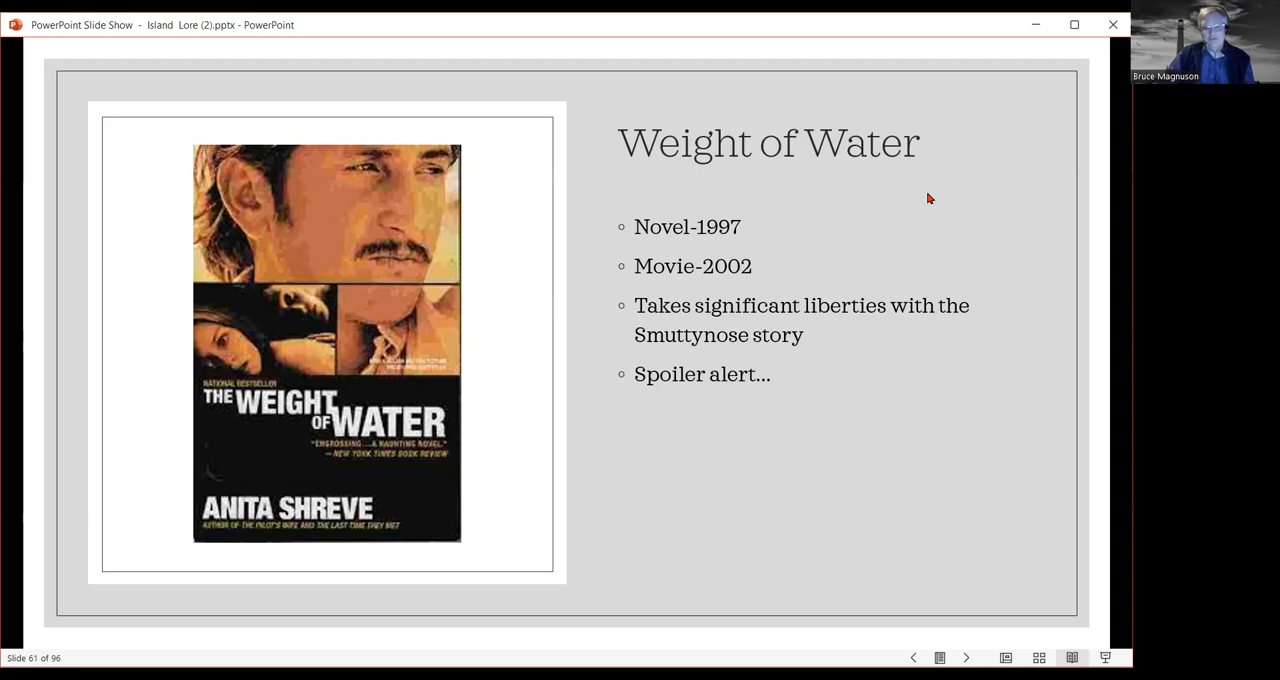 PowerPoint Slide Show - Island Lore (2).pptx - PowerPoint
Bruce Magnuson
Weight of Water
Novel-1997
Movie-2002
Takes significant liberties with the
Smuttynose story
Spoiler alert...
NATIONAL BESTSELLER
THE WEIGHT
OF WATER
"ENGROSSING...A HAUNTING NOVEL."
—NEW YORK TIMES BOOK REVIEW
ANITA SHREVE
AUTHOR OF THE PILOT'S WIFE AND THE LAST TIME THEY MET
Slide 61 of 96